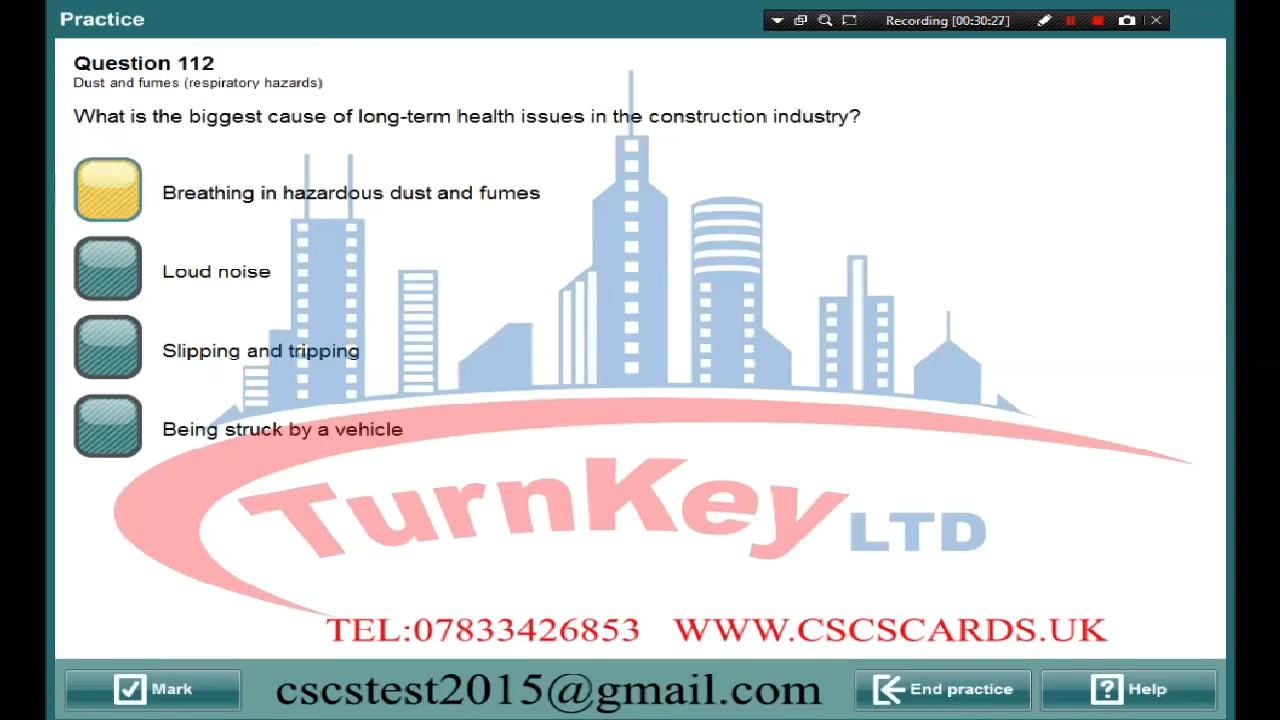 Practice
Recording [00:30:27]
Question 112
Dust and fumes (respiratory hazards)
What is the biggest cause of long-term health issues in the construction industry?
Breathing in hazardous dust and fumes
Loud noise
Slipping and tripping
Being struck by a vehicle
TurnKey LTD
TEL:07833426853 WWW.CSCSCARDS.UK
Mark
cscstest2015@gmail.com
End practice
Help